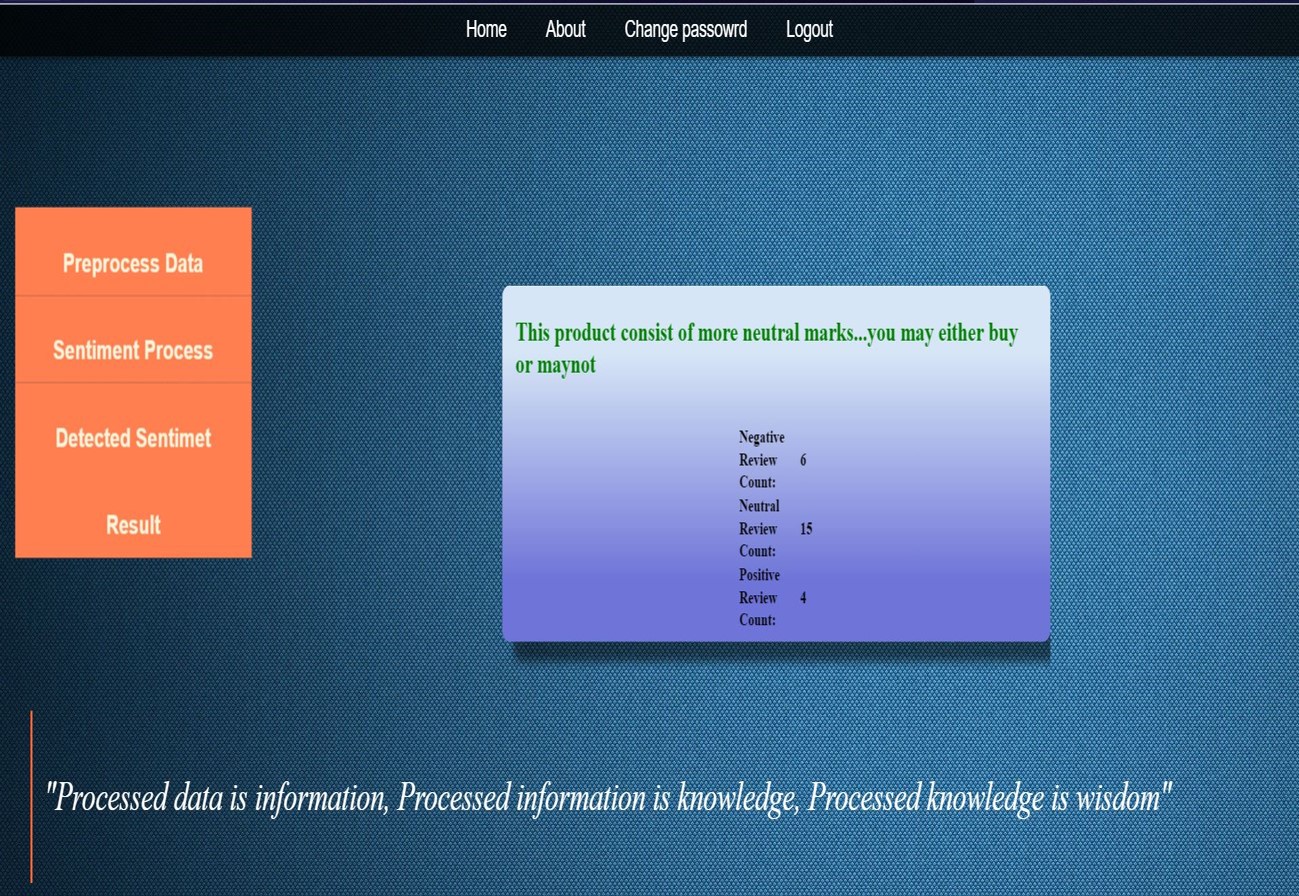 Home About Change passowrd Logout
Preprocess Data
Sentiment Process
Detected Sentimet
Result
This product consist of more neutral marks...you may either buy
or maynot
Negative
Review 6
Count:
Neutral
Review 15
Count:
Positive
Review 4
Count:
"Processed data is information, Processed information is knowledge, Processed knowledge is wisdom"